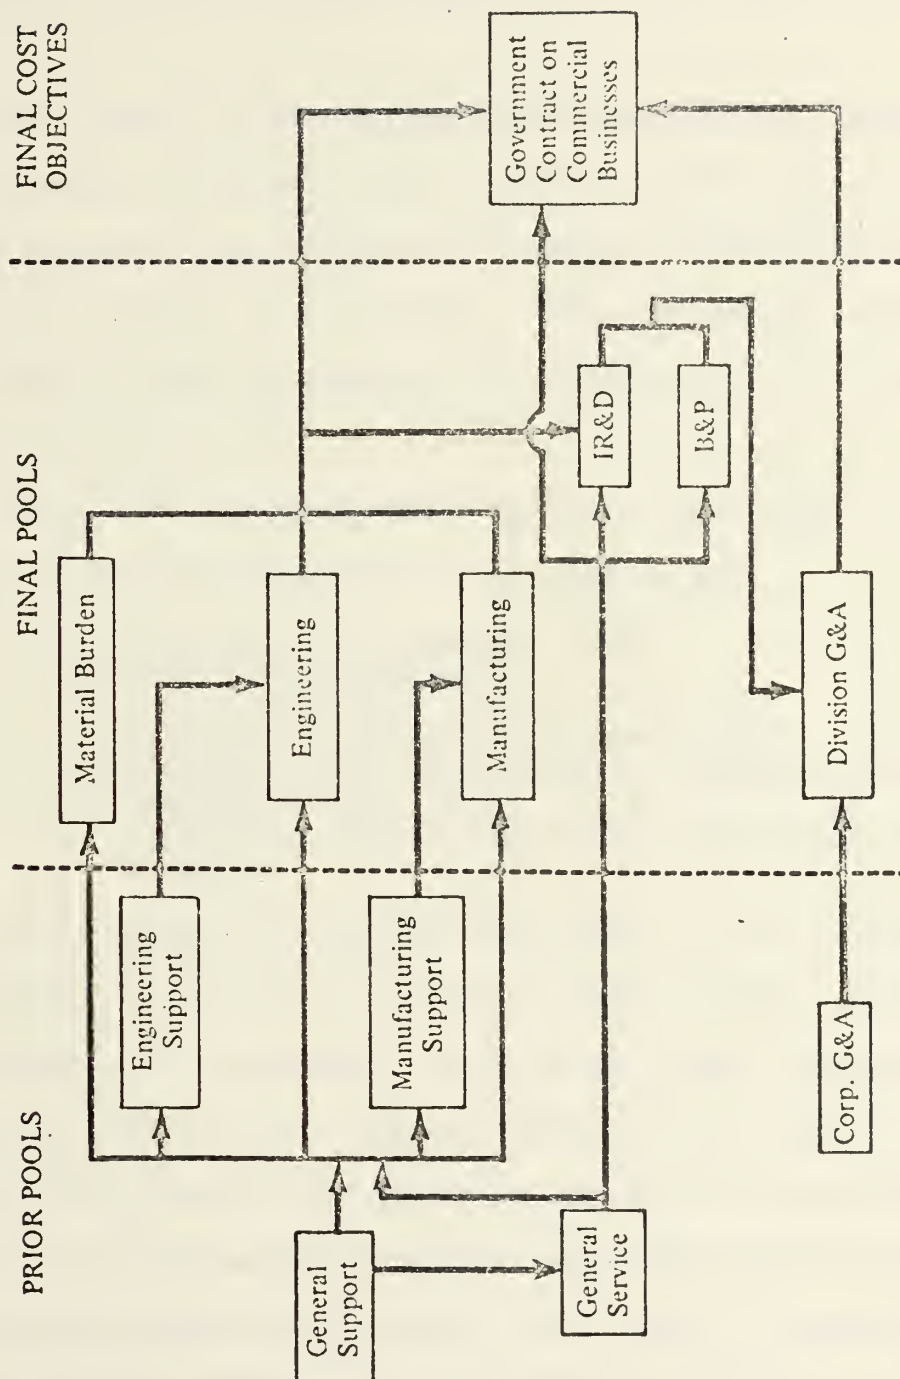 PRIOR POOLS
FINAL POOLS
FINAL COST
OBJECTIVES
General
Support
General
Service
Engineering
Support
Manufacturing
Support
Corp. G&A
Material Burden
Engineering
Manufacturing
IR&D
B&P
Division G&A
Government
Contract on
Commercial
Businesses